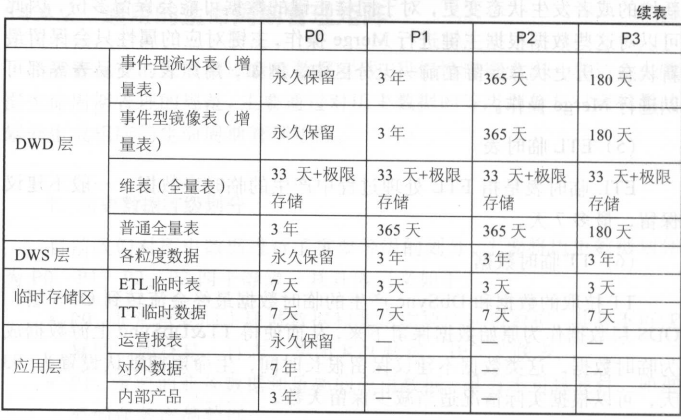 续表
P0 P1 P2 P3
DWD 层
事件型流水表（增量表） 永久保留 3 年 365 天 180 天
事件型镜像表（增量表） 永久保留 3 年 365 天 180 天
维表（全量表） 33 天+极限存储 33 天+极限存储 33 天+极限存储 33 天+极限存储
普通全量表 3 年 365 天 365 天 180 天
DWS 层 各粒度数据 永久保留 3 年 3 年 3 年
临时存储区
ETL 临时表 7 天 3 天 3 天 3 天
TT 临时数据 7 天 7 天 7 天 7 天
应用层
运营报表 永久保留 — — —
对外数据 7 年 — — —
内部产品 3 年 — — —